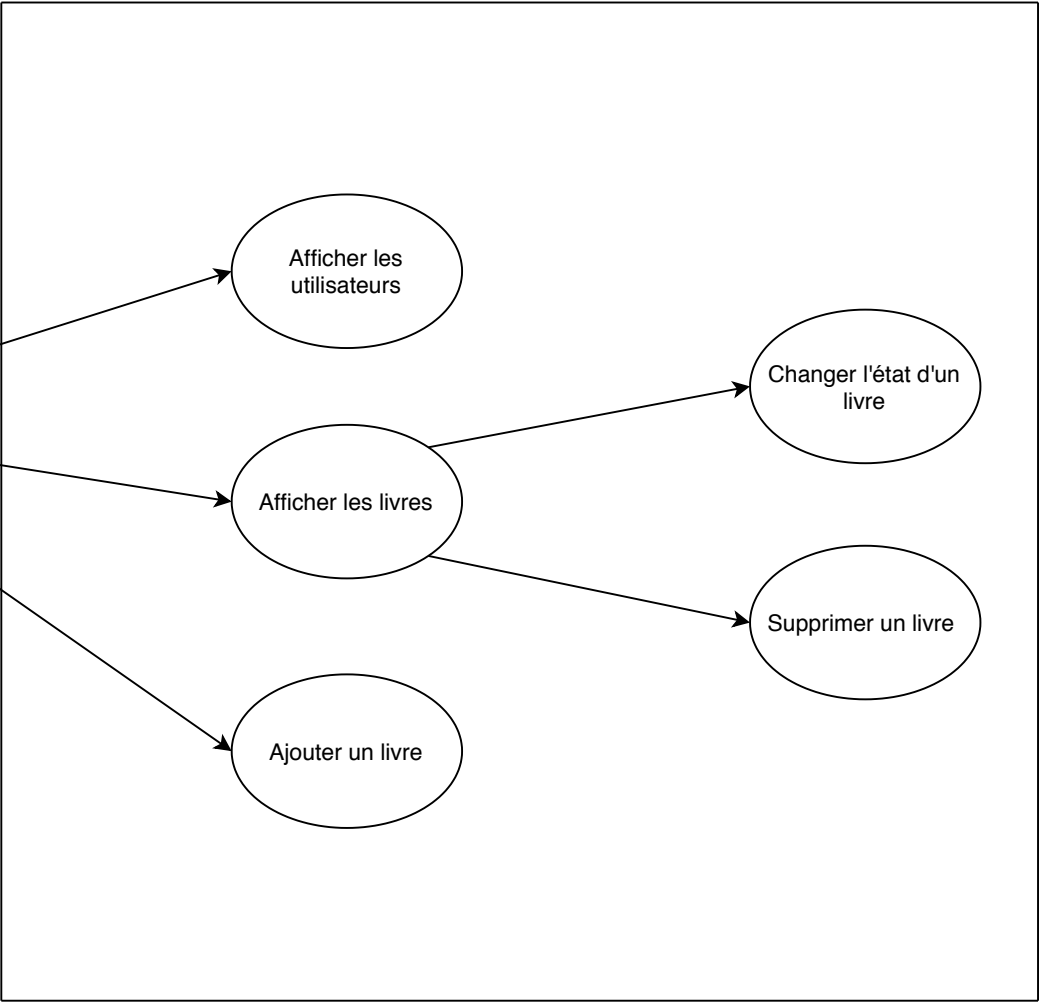 Afficher les
utilisateurs
Changer l'état d'un
livre
Afficher les livres
Supprimer un livre
Ajouter un livre